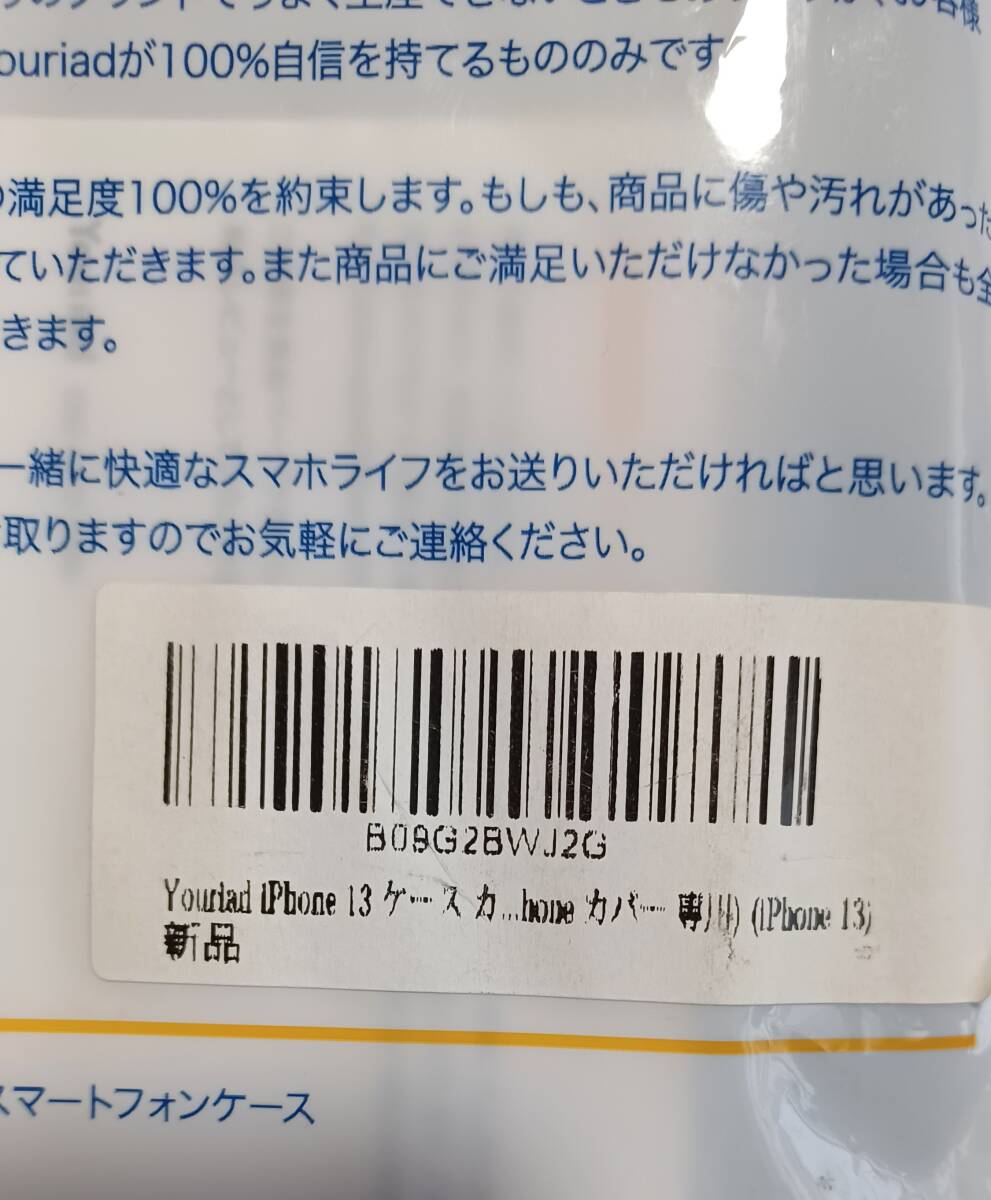 ouriadが100%自信を持てるもののみです
満足度100%を約束します。もしも、商品に傷や汚れがあった
ていただきます。また商品にご満足いただけなかった場合も全
きます。
一緒に快適なスマホライフをお送りいただければと思います。
取りますのでお気軽にご連絡ください。
B09G2BWJ2G
Youriad iPhone 13 ケース カ...hone カバー 専用) (iPhone 13)
新品
スマートフォンケース